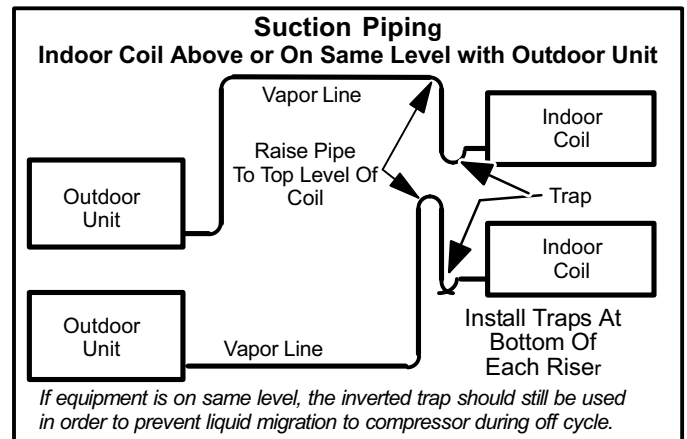 Suction Piping
Indoor Coil Above or On Same Level with Outdoor Unit
Vapor Line
Indoor
Coil
Raise Pipe
To Top Level Of
Coil
Outdoor
Unit
Trap
Indoor
Coil
Outdoor
Unit
Vapor Line
Install Traps At
Bottom Of
Each Riser
If equipment is on same level, the inverted trap should still be used
in order to prevent liquid migration to compressor during off cycle.